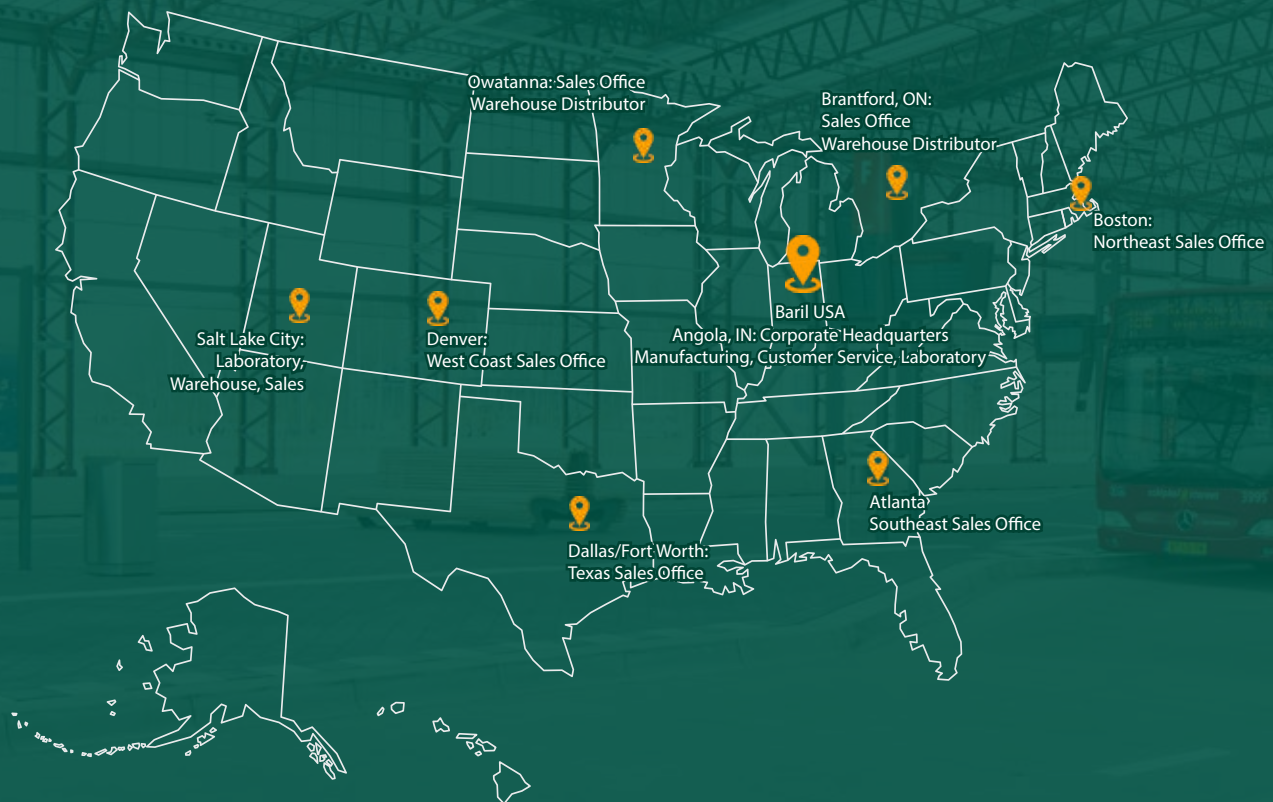 Owatanna: Sales Office
Warehouse Distributor
Brantford, ON:
Sales Office
Warehouse Distributor
Boston:
Northeast Sales Office
Baril USA
Angola, IN: Corporate Headquarters
Manufacturing, Customer Service, Laboratory
Salt Lake City:
Laboratory,
Warehouse, Sales
Denver:
West Coast Sales Office
Atlanta
Southeast Sales Office
Dallas/Fort Worth:
Texas Sales Office